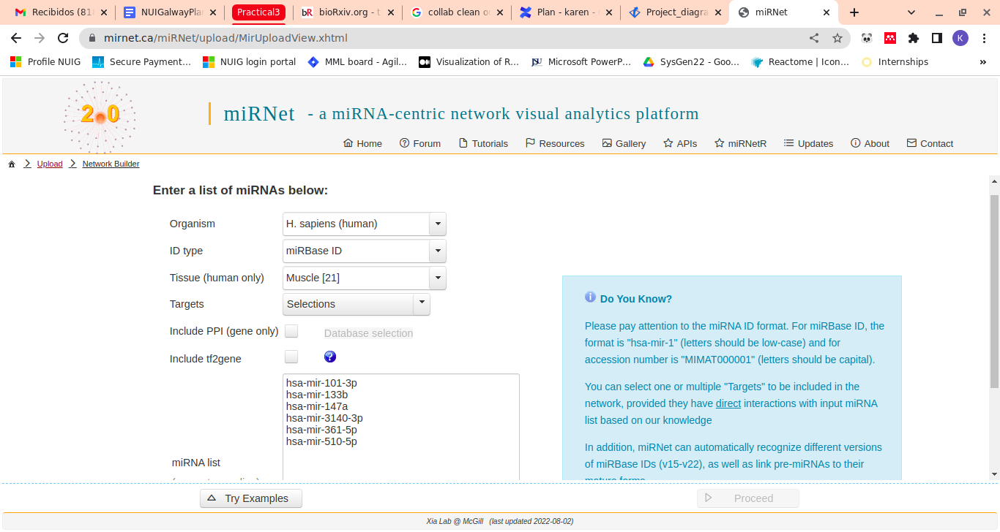 Recibidos (81
NUIGalwayPla
Practical3
bioRxiv.org - t
collab clean o
Plan - karen -
Project_diagra
miRNet
mirnet.ca/miRNet/upload/MirUploadView.xhtml
K
Profile NUIG
Secure Payment…
NUIG login portal
MML board - Agil…
Visualization of R…
Microsoft PowerP…
SysGen22 - Goo…
Reactome | Icon…
Internships
»
2.0
miRNet - a miRNA-centric network visual analytics platform
Home
Forum
Tutorials
Resources
Gallery
APIs
miRNetR
Updates
About
Contact
Upload
Network Builder
Enter a list of miRNAs below:
Organism
H. sapiens (human)
ID type
miRBase ID
Tissue (human only)
Muscle [21]
Targets
Selections
Include PPI (gene only)
Database selection
Include tf2gene
hsa-mir-101-3p
hsa-mir-133b
hsa-mir-147a
hsa-mir-3140-3p
hsa-mir-361-5p
hsa-mir-510-5p
miRNA list
Do You Know?
Please pay attention to the miRNA ID format. For miRBase ID, the
format is "hsa-mir-1" (letters should be low-case) and for
accession number is "MIMAT000001" (letters should be capital).
You can select one or multiple "Targets" to be included in the
network, provided they have direct interactions with input miRNA
list based on our knowledge
In addition, miRNet can automatically recognize different versions
of miRBase IDs (v15-v22), as well as link pre-miRNAs to their
mature forms
Try Examples
Proceed
Xia Lab @ McGill (last updated 2022-08-02)